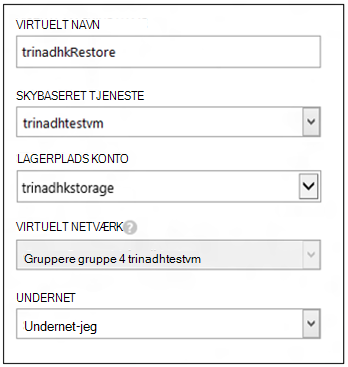 VIRTUELT NAVN
trinadhkRestore
SKYBASERET TJENESTE
trinadhtestvm
LAGERPLADS KONTO
trinadhkstorage
VIRTUELT NETVÆRK ?
Gruppere gruppe 4 trinadhtestvm
UNDERNET
Undernet-jeg